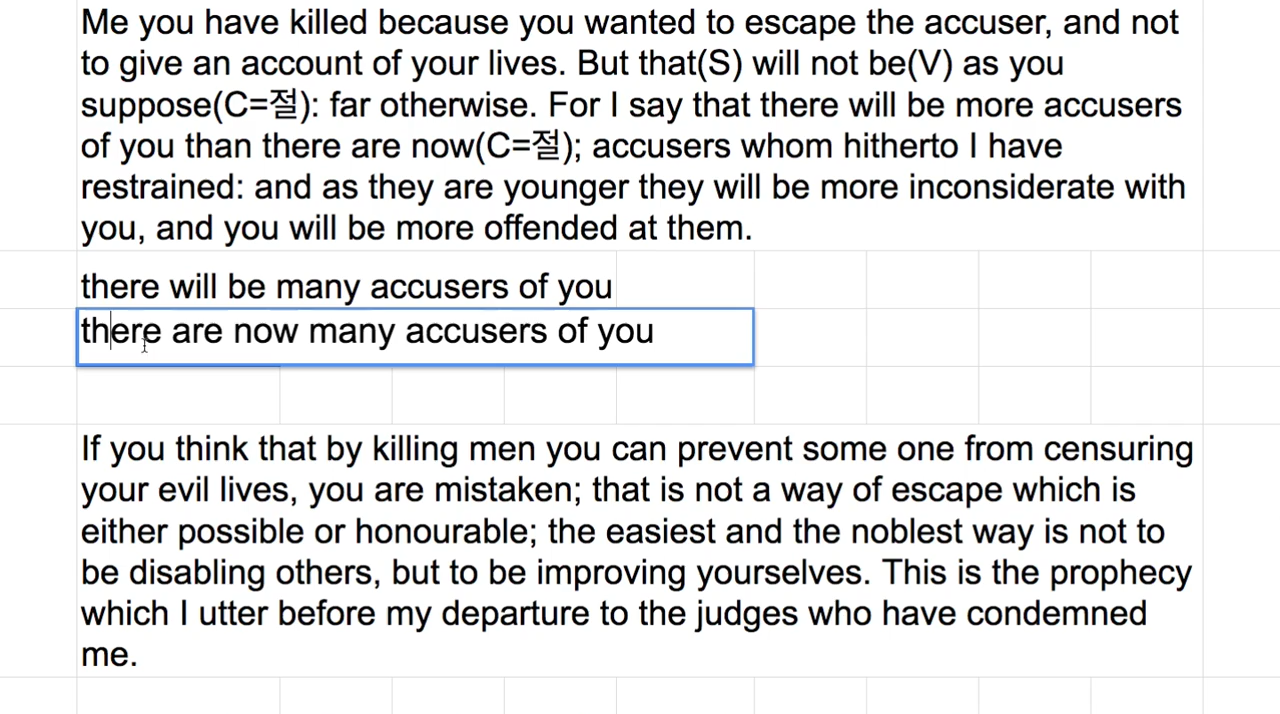 Me you have killed because you wanted to escape the accuser, and not
to give an account of your lives. But that(S) will not be(V) as you
suppose(C=절): far otherwise. For I say that there will be more accusers
of you than there are now(C=절); accusers whom hitherto I have
restrained: and as they are younger they will be more inconsiderate with
you, and you will be more offended at them.
there will be many accusers of you
there are now many accusers of you
If you think that by killing men you can prevent some one from censuring
your evil lives, you are mistaken; that is not a way of escape which is
either possible or honourable; the easiest and the noblest way is not to
be disabling others, but to be improving yourselves. This is the prophecy
which I utter before my departure to the judges who have condemned
me.